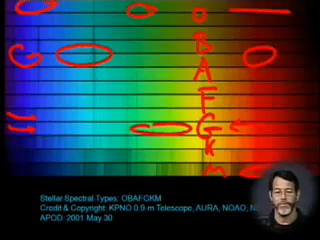 O
B
A
F
G
G
K
M
Stellar Spectral Types: OBAFGKM
Credit & Copyright: KPNO 0.9-m Telescope, AURA, NOAO, N
APOD: 2001 May 30